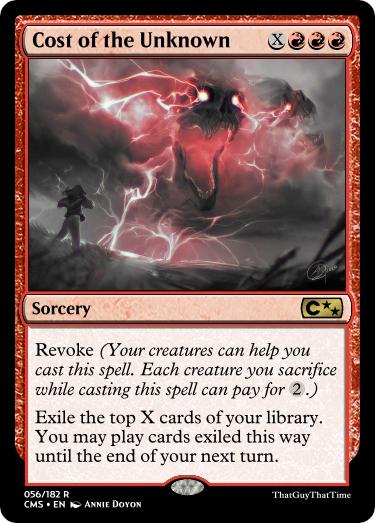 Cost of the Unknown X
Sorcery C
Revoke (Your creatures can help you
cast this spell. Each creature you sacrifice
while casting this spell can pay for 2.)
Exile the top X cards of your library.
You may play cards exiled this way
until the end of your next turn.
056/182 R
CMS • EN Annie Doyon
ThatGuyThatTime